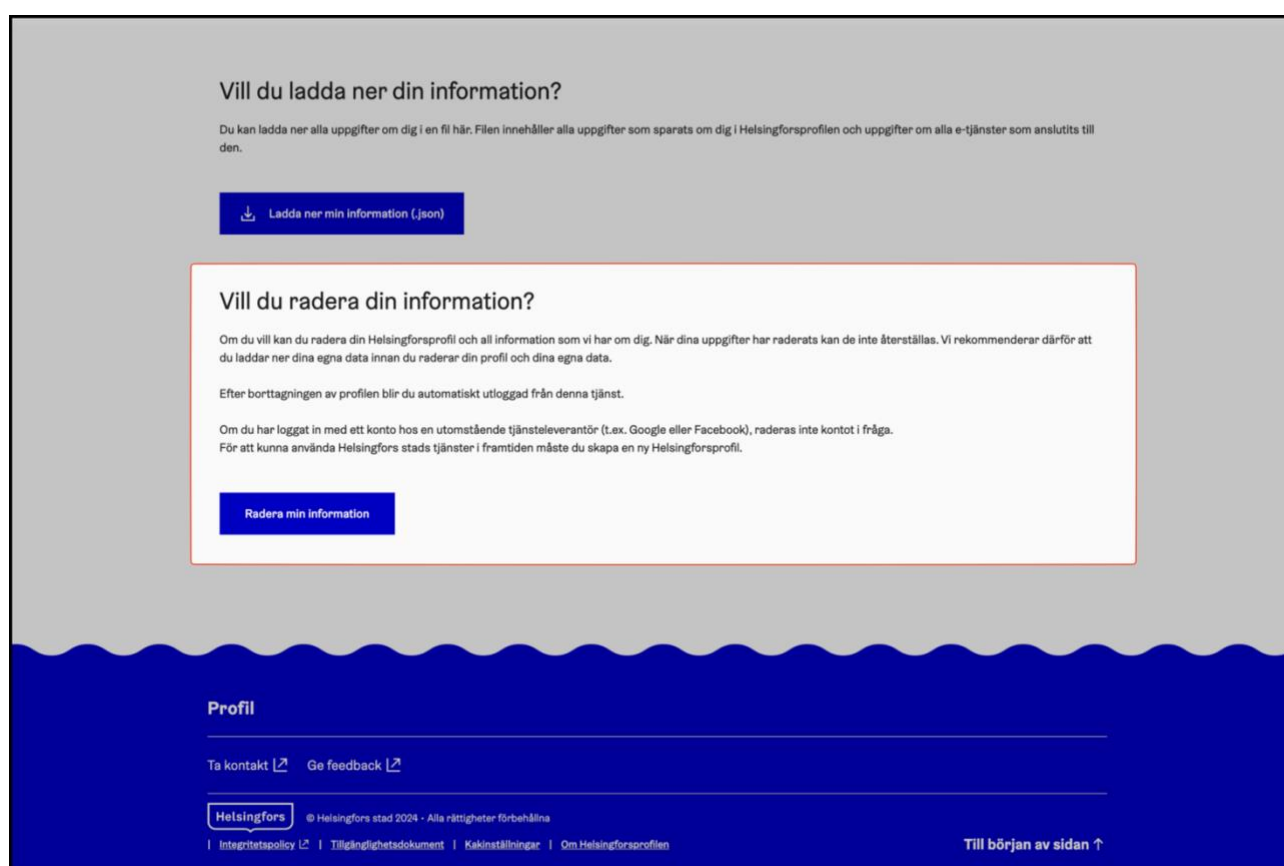 Vill du ladda ner din information?
Du kan ladda ner alla uppgifter om dig i en fil här. Filen innehåller alla uppgifter som sparats om dig i Helsingforsprofilen och uppgifter om alla e-tjänster som anslutits till
den.
Ladda ner min information (.json)
Vill du radera din information?
Om du vill kan du radera din Helsingforsprofil och all information som vi har om dig. När dina uppgifter har raderats kan de inte återställas. Vi rekommenderar därför att
du laddar ner dina egna data innan du raderar din profil och dina egna data.
Efter borttagningen av profilen blir du automatiskt utloggad från denna tjänst.
Om du har loggat in med ett konto hos en utomstående tjänsteleverantör (t.ex. Google eller Facebook), raderas inte kontot i fråga.
För att kunna använda Helsingfors stads tjänster i framtiden måste du skapa en ny Helsingforsprofil.
Radera min information
Profil
Ta kontakt Ge feedback
Helsingfors © Helsingfors stad 2024 • Alla rättigheter förbehållna
| Integritetspolicy | Tillgänglighetsdokument | Kakinställningar | Om Helsingforsprofilen Till början av sidan ↑